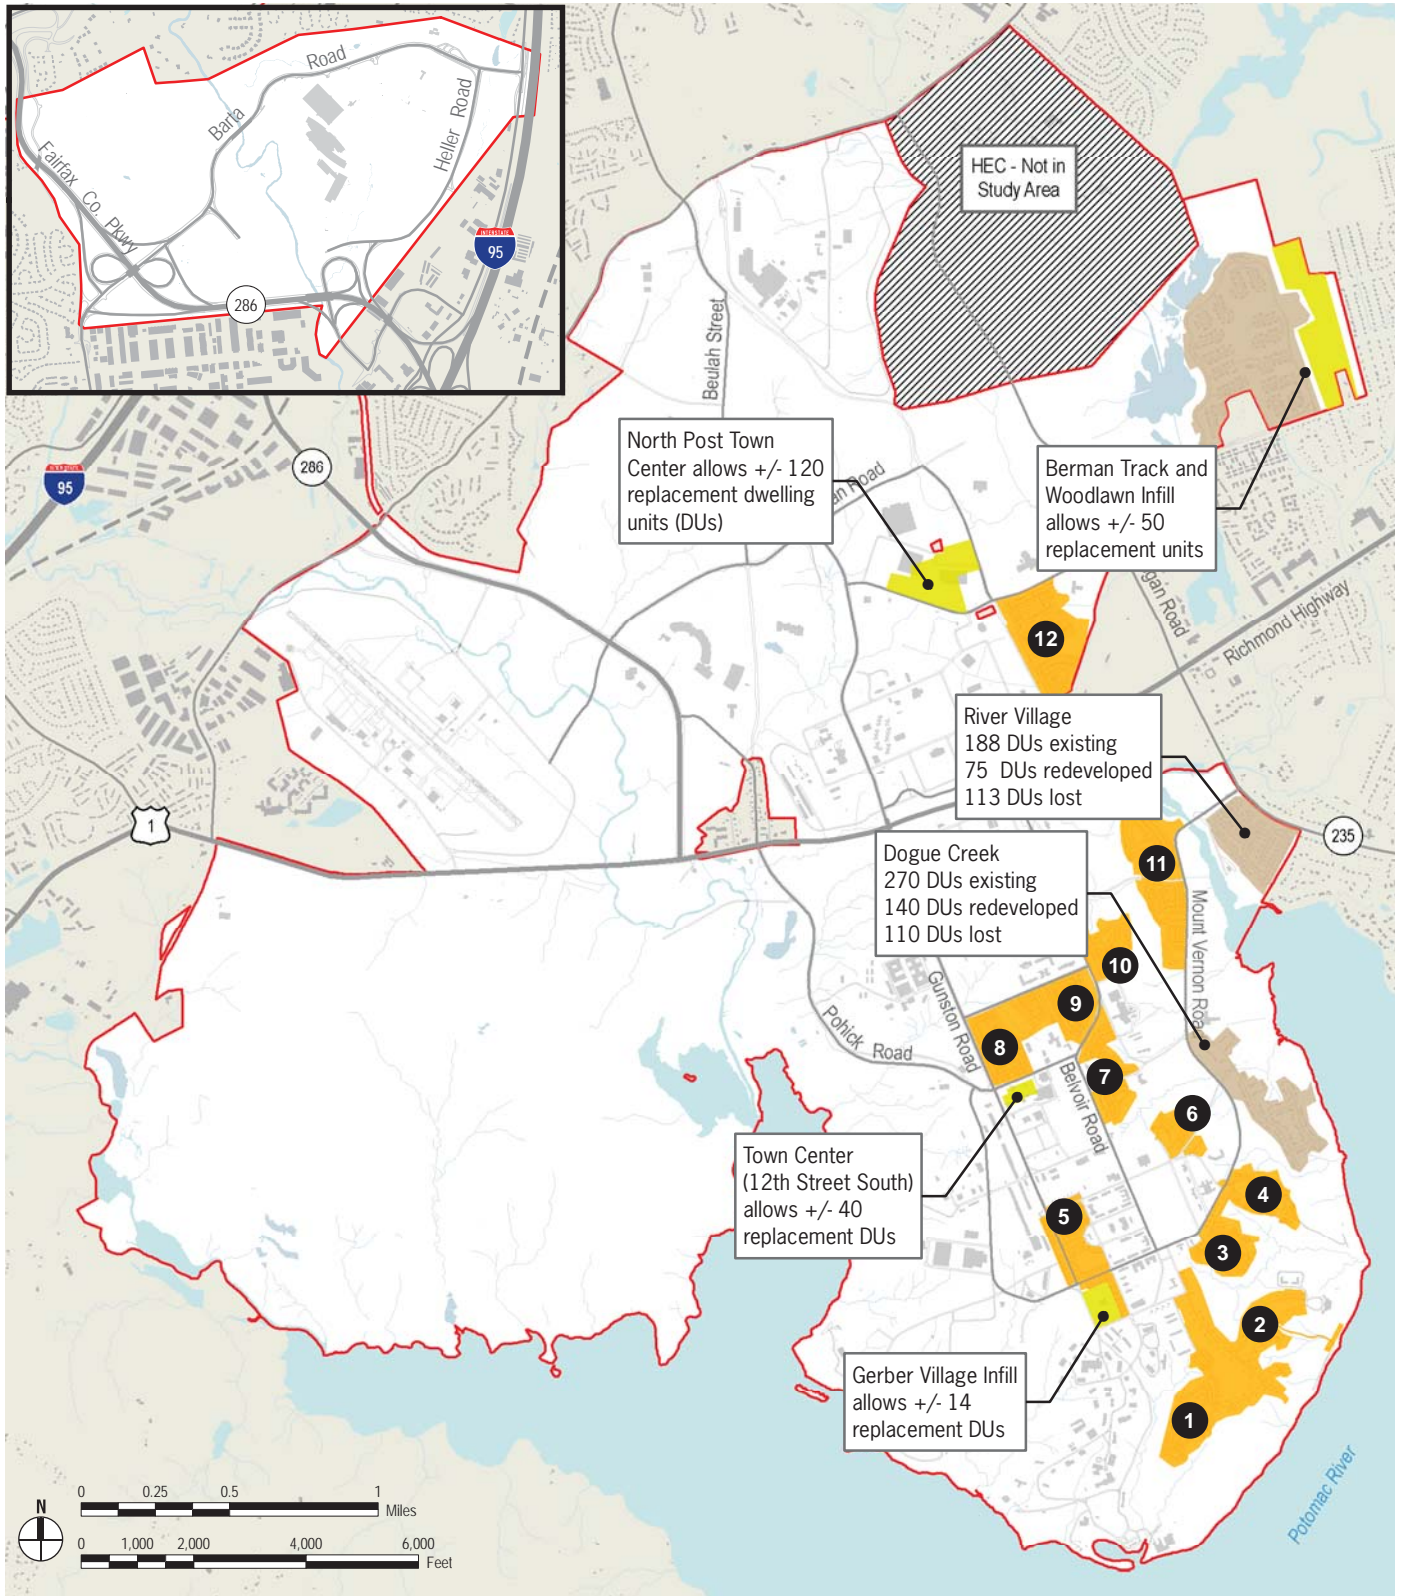 Barta
Road
Heller Road
Fairfax Co. Pkwy
INTERSTATE
95
286
HEC - Not in
Study Area
Beulah Street
North Post Town
Center allows +/- 120
replacement dwelling
units (DUs)
Berman Track and
Woodlawn Infill
allows +/- 50
replacement units
286
95
an Road
gan Road
Richmond Highway
12
River Village
188 DUs existing
75 DUs redeveloped
113 DUs lost
1
235
Dogue Creek
270 DUs existing
140 DUs redeveloped
110 DUs lost
11
Mount Vernon Roa
10
9
8
7
6
Gunston Road
Pohick Road
Belvoir Road
Town Center
(12th Street South)
allows +/- 40
replacement DUs
5
4
3
2
1
Gerber Village Infill
allows +/- 14
replacement DUs
Potomac River
N
0 0.25 0.5 1
Miles
0 1,000 2,000 4,000 6,000
Feet